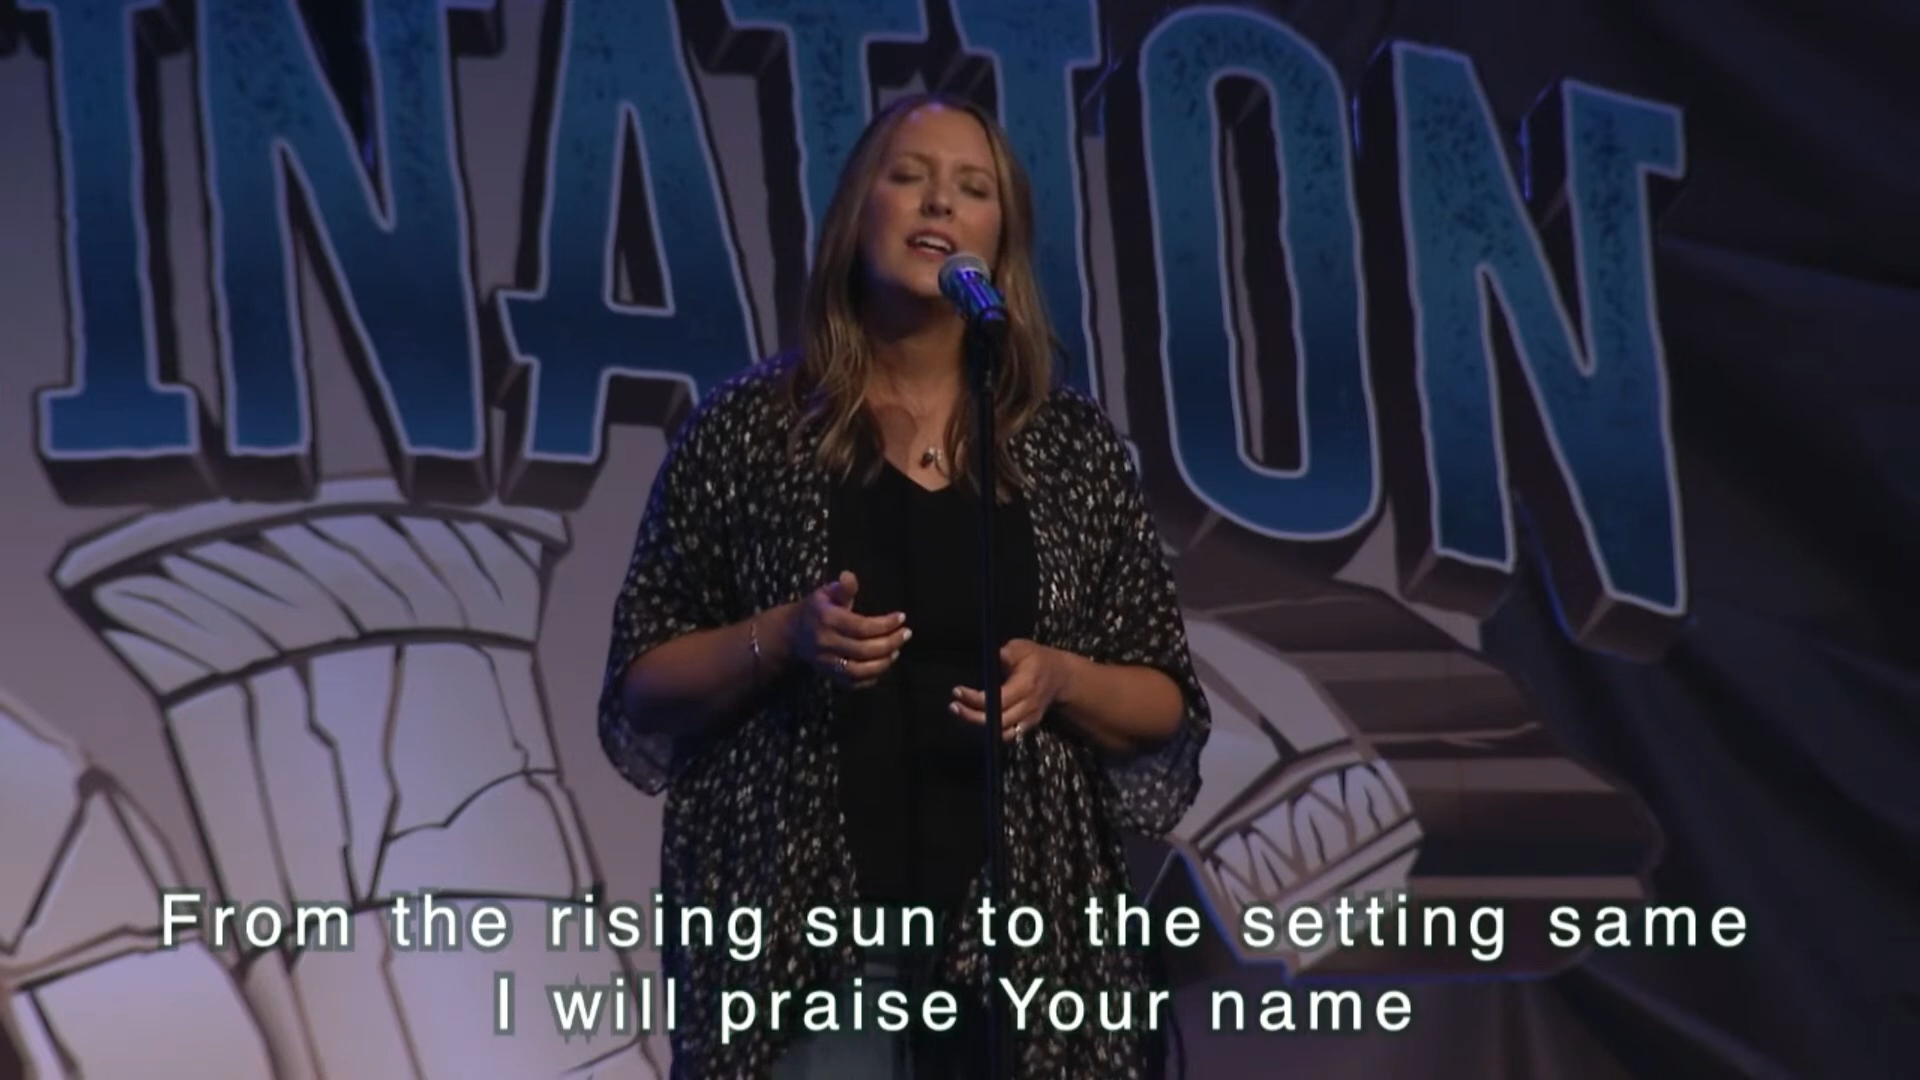 INATION
From the rising sun to the setting same
I will praise Your name